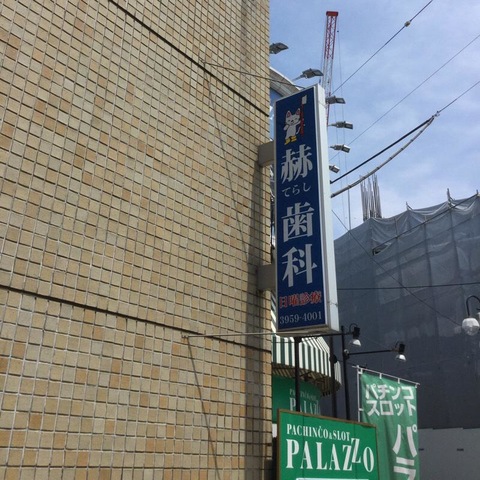 赫
てらし
歯科
日曜診療
3959-4001
PACHINCO & SLOT
PALAZZO
パチンコ
スロット
パラ